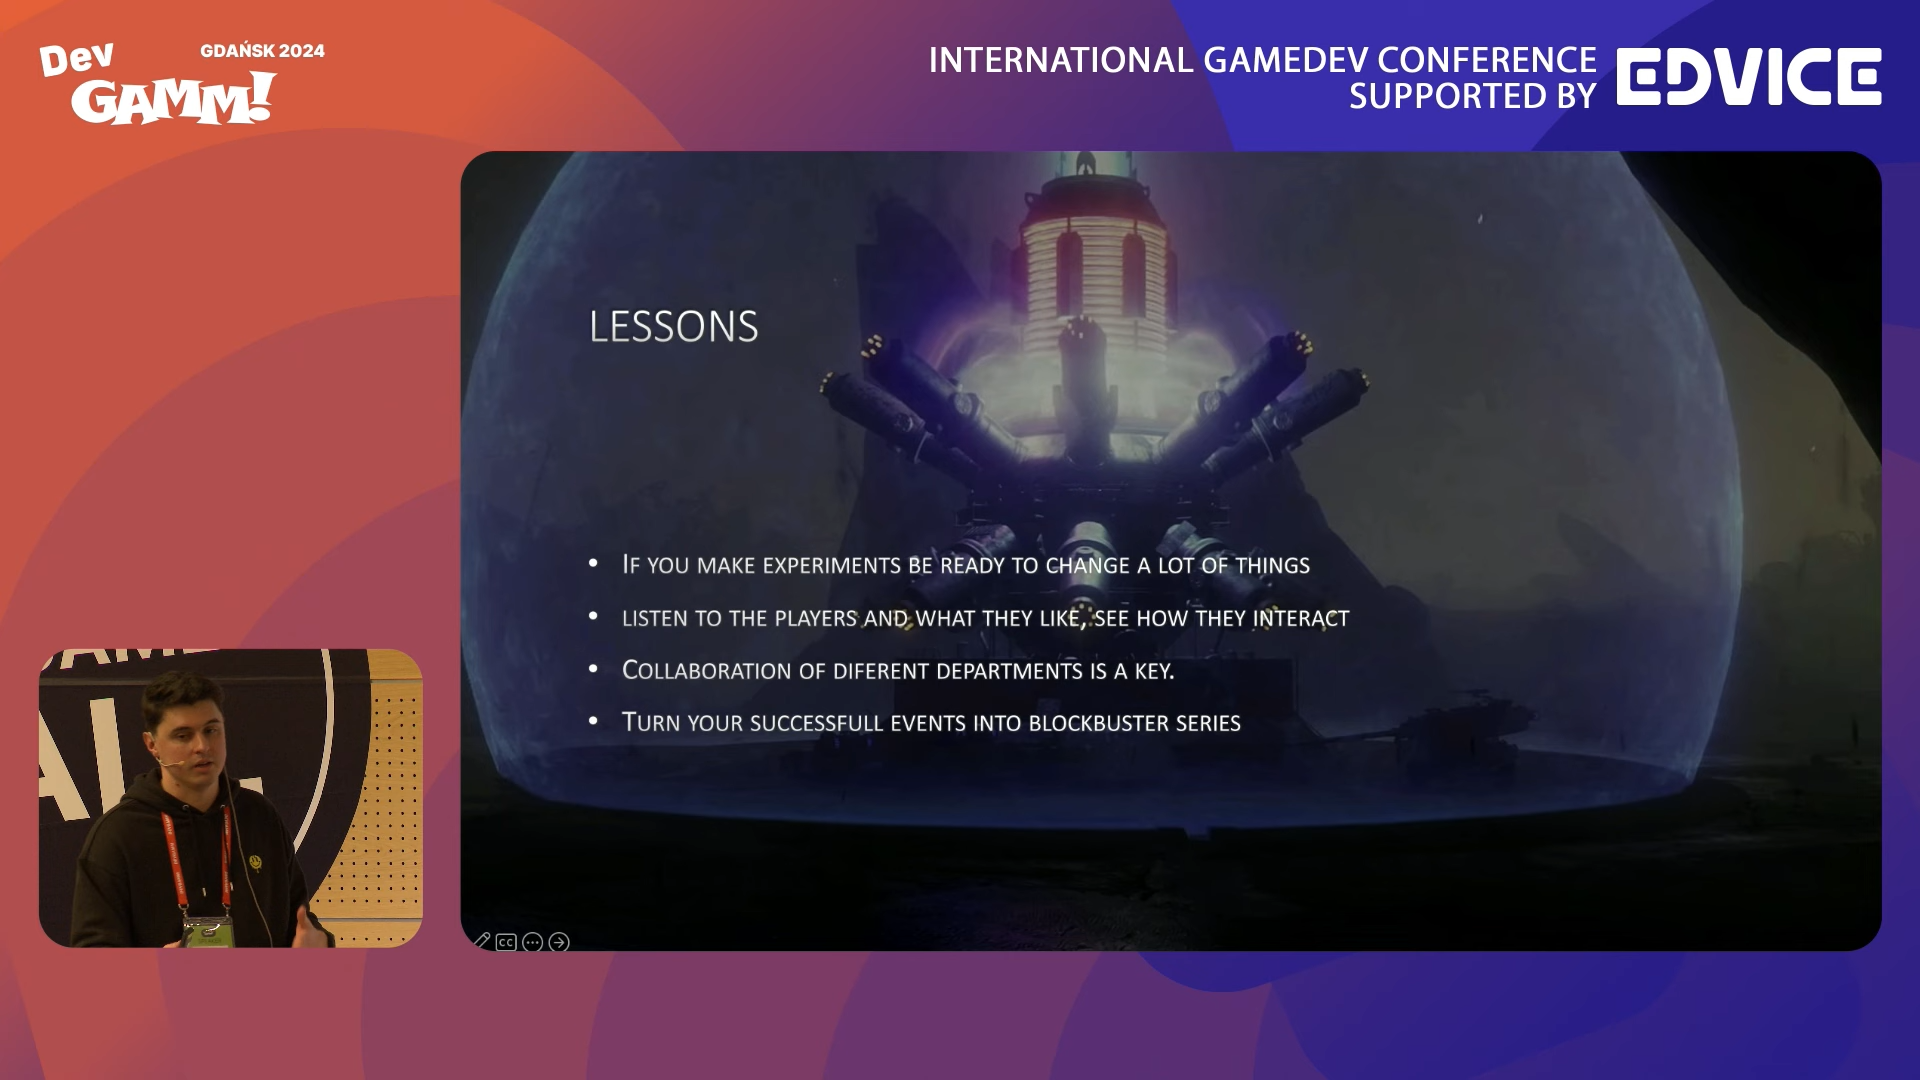 Dev
GAMM!
GDAŃSK 2024
INTERNATIONAL GAMEDEV CONFERENCE
SUPPORTED BY
EDVICE
LESSONS
• IF YOU MAKE EXPERIMENTS BE READY TO CHANGE A LOT OF THINGS
• LISTEN TO THE PLAYERS AND WHAT THEY LIKE, SEE HOW THEY INTERACT
• COLLABORATION OF DIFERENT DEPARTMENTS IS A KEY.
• TURN YOUR SUCCESSFULL EVENTS INTO BLOCKBUSTER SERIES
CC